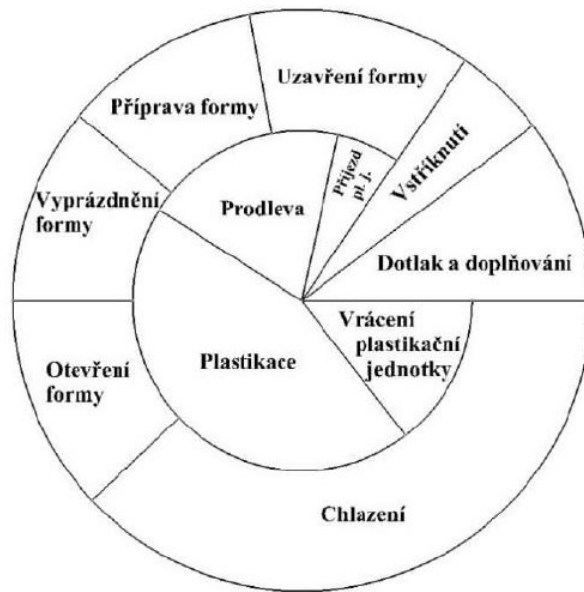 Uzavření formy
Příprava formy
Vstříknutí
Příjezd
pl. j.
Vyprázdnění
formy
Prodleva
Dotlak a doplňování
Vrácení
plastikační
jednotky
Plastikace
Otevření
formy
Chlazení